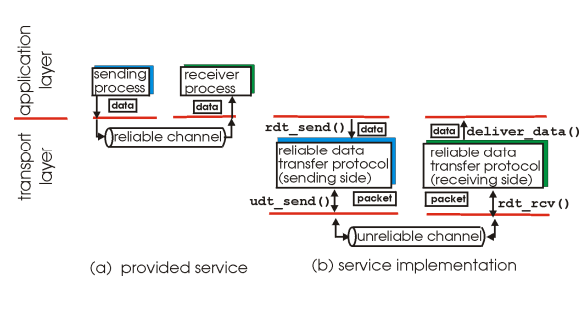 application
layer
transport
layer
sending
process
data
receiver
process
data
reliable channel
(a) provided service
rdt_send()
data
reliable data
transfer protocol
(sending side)
udt_send()
packet
data
deliver_data()
reliable data
transfer protocol
(receiving side)
packet
rdt_rcv()
unreliable channel
(b) service implementation